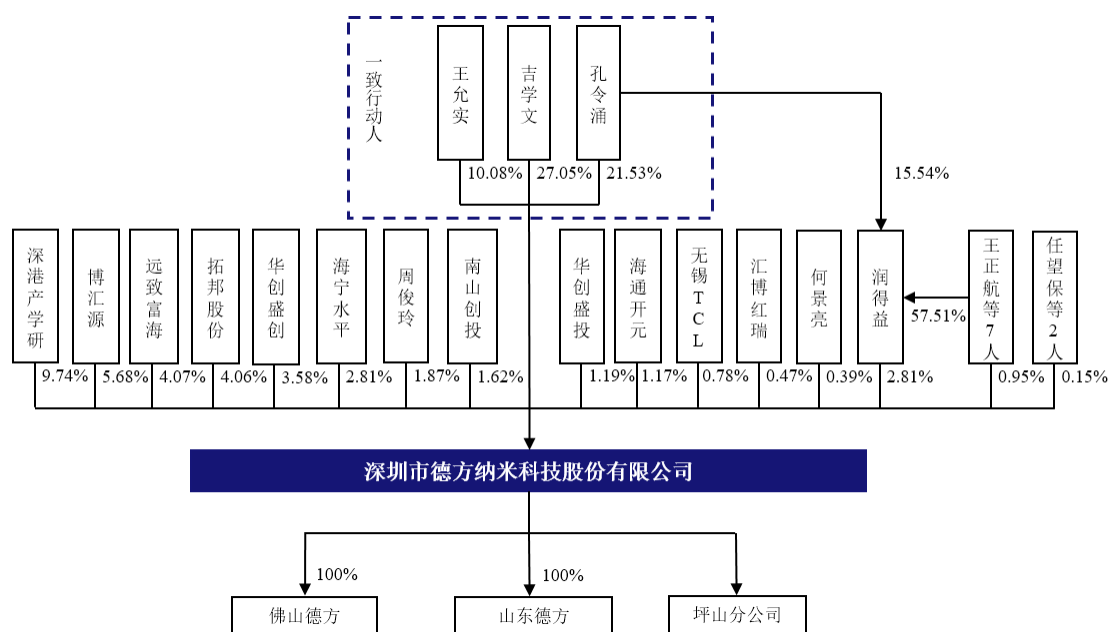 一致行动人
王允实
吉学文
孔令涌
10.08%
27.05%
21.53%
15.54%
深港产学研
博汇源
远致富海
拓邦股份
华创盛创
海宁水平
周俊玲
南山创投
华创盛投
海通开元
无锡TCL
汇博红瑞
何景亮
润得益
王正航等7人
任望保等2人
57.51%
9.74%
5.68%
4.07%
4.06%
3.58%
2.81%
1.87%
1.62%
1.19%
1.17%
0.78%
0.47%
0.39%
2.81%
0.95%
0.15%
深圳市德方纳米科技股份有限公司
100%
100%
佛山德方
山东德方
坪山分公司